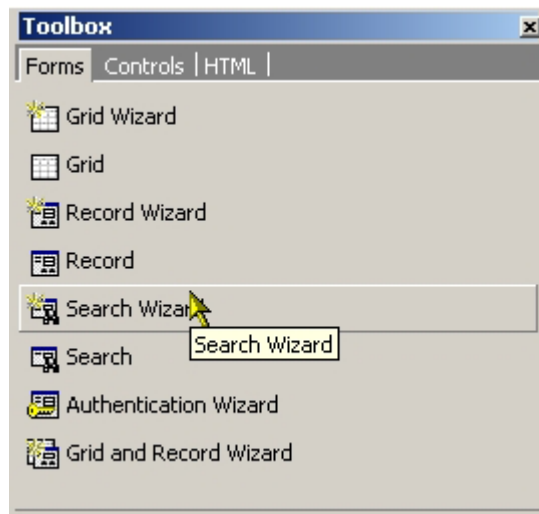 Toolbox
Forms Controls | HTML |
Grid Wizard
Grid
Record Wizard
Record
Search Wizard
Search Wizard
Search
Authentication Wizard
Grid and Record Wizard